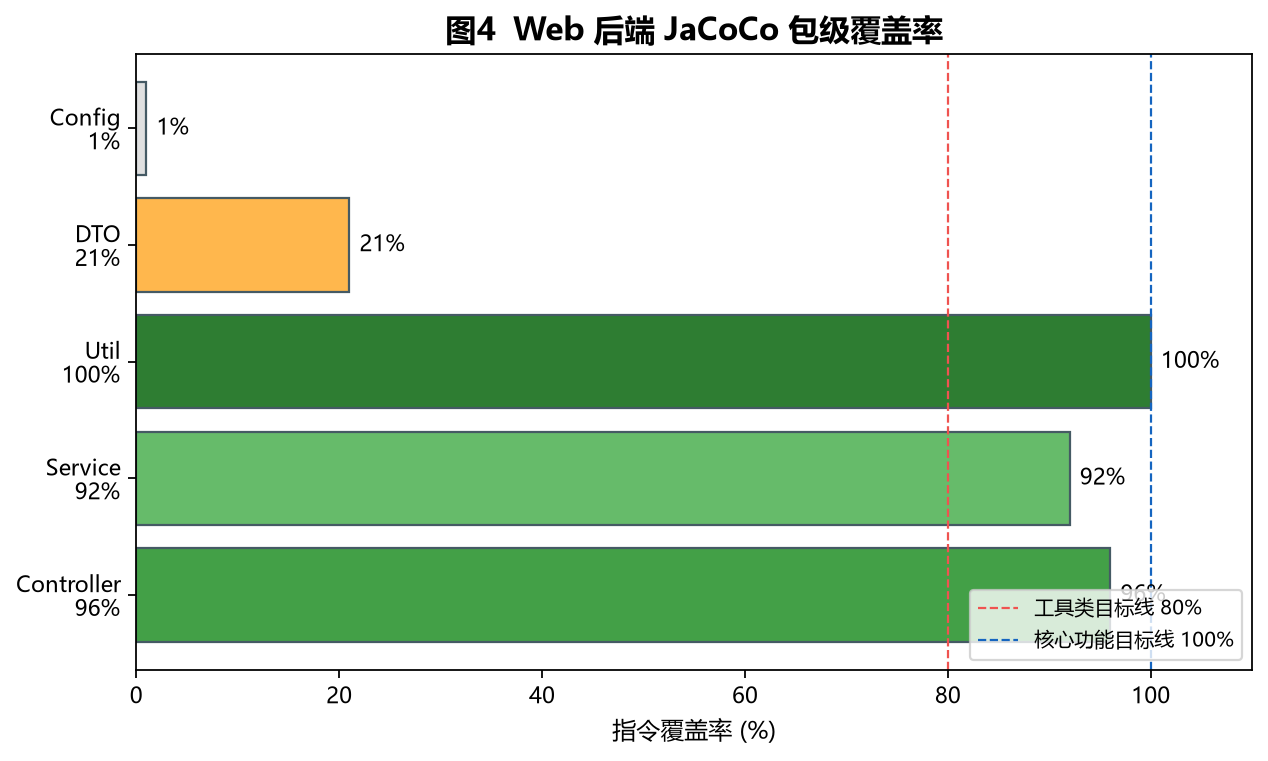 图4 Web 后端 JaCoCo 包级覆盖率
Config
1%
1%
DTO
21%
21%
Util
100%
100%
Service
92%
92%
Controller
96%
96%
工具类目标线 80%
核心功能目标线 100%
0 20 40 60 80 100
指令覆盖率 (%)